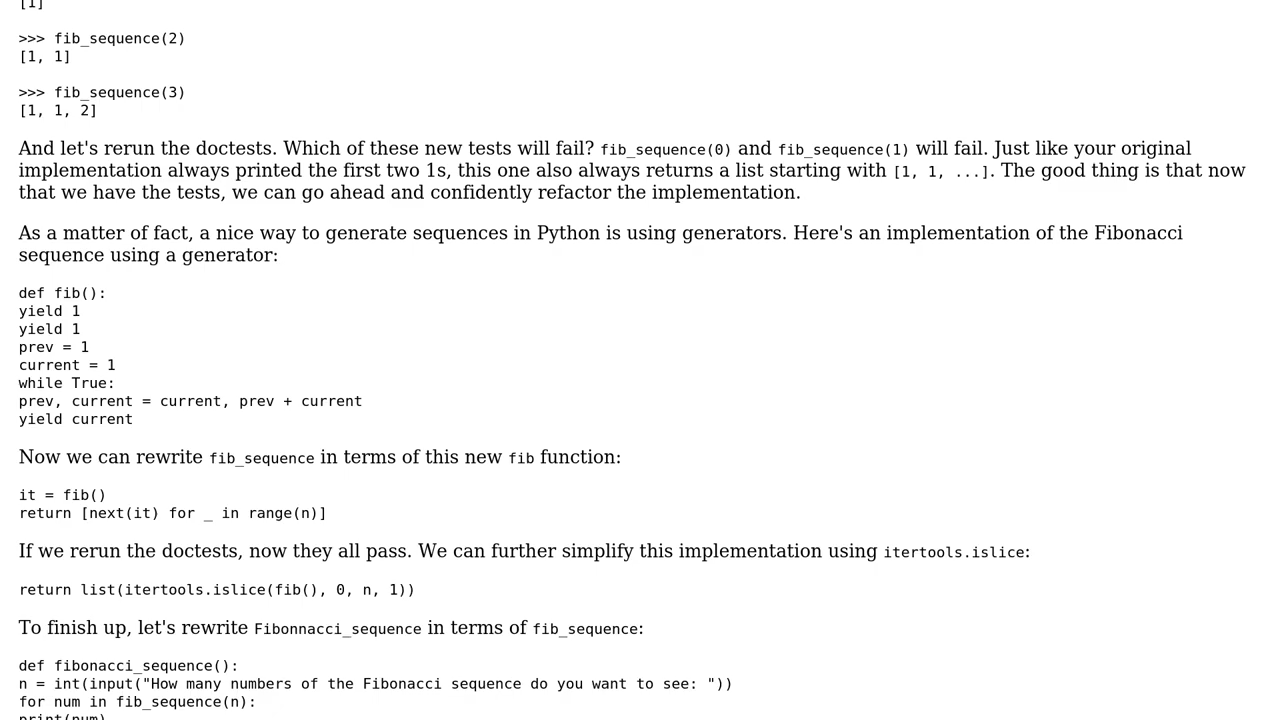 [1]
>>> fib_sequence(2)
[1, 1]
>>> fib_sequence(3)
[1, 1, 2]
And let's rerun the doctests. Which of these new tests will fail? fib_sequence(0) and fib_sequence(1) will fail. Just like your original
implementation always printed the first two 1s, this one also always returns a list starting with [1, 1, ...]. The good thing is that now
that we have the tests, we can go ahead and confidently refactor the implementation.
As a matter of fact, a nice way to generate sequences in Python is using generators. Here's an implementation of the Fibonacci
sequence using a generator:
def fib():
yield 1
yield 1
prev = 1
current = 1
while True:
prev, current = current, prev + current
yield current
Now we can rewrite fib_sequence in terms of this new fib function:
it = fib()
return [next(it) for _ in range(n)]
If we rerun the doctests, now they all pass. We can further simplify this implementation using itertools.islice:
return list(itertools.islice(fib(), 0, n, 1))
To finish up, let's rewrite Fibonnacci_sequence in terms of fib_sequence:
def fibonacci_sequence():
n = int(input("How many numbers of the Fibonacci sequence do you want to see: "))
for num in fib_sequence(n):
print(num)